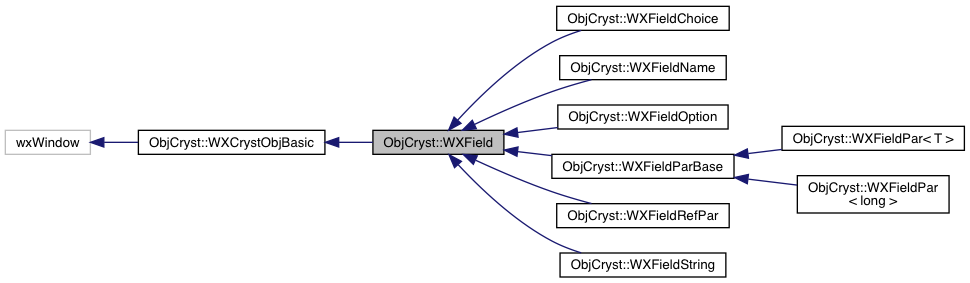 ObjCryst::WXFieldChoice
ObjCryst::WXFieldName
ObjCryst::WXFieldOption
wxWindow
ObjCryst::WXCrystObjBasic
ObjCryst::WXField
ObjCryst::WXFieldParBase
ObjCryst::WXFieldPar< T >
ObjCryst::WXFieldPar
< long >
ObjCryst::WXFieldRefPar
ObjCryst::WXFieldString